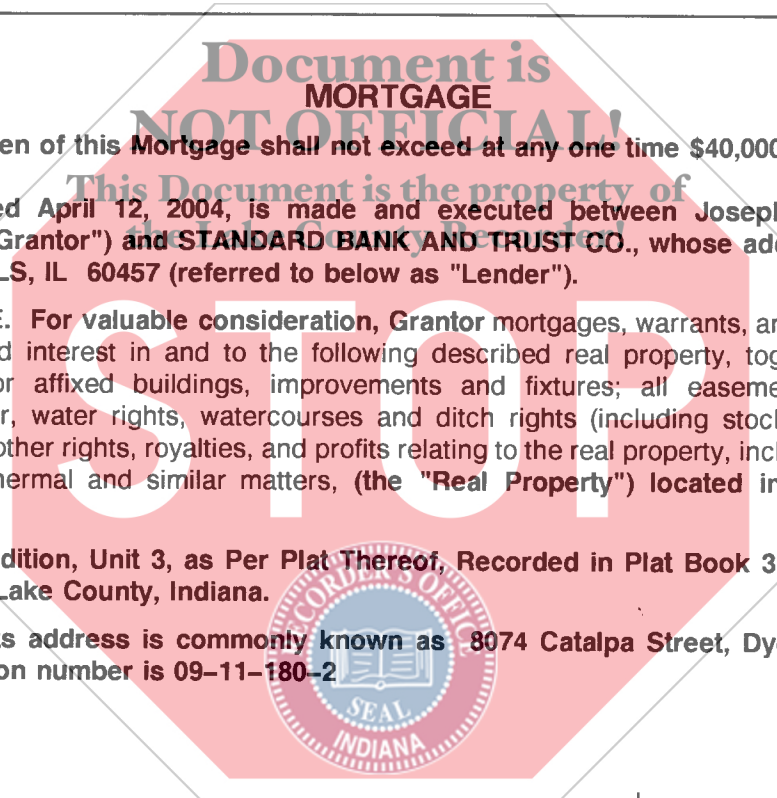 Document is
MORTGAGE
NOT OFFICIAL!
en of this Mortgage shall not exceed at any one time $40,000
This Document is the property of
ed April 12, 2004, is made and executed between Joseph
the Lake County Recorder!
Grantor") and STANDARD BANK AND TRUST CO., whose add
LS, IL 60457 (referred to below as "Lender").
E. For valuable consideration, Grantor mortgages, warrants, an
d interest in and to the following described real property, tog
or affixed buildings, improvements and fixtures; all easeme
r, water rights, watercourses and ditch rights (including stock
other rights, royalties, and profits relating to the real property, incl
hermal and similar matters, (the "Real Property") located in
STOP
dition, Unit 3, as Per Plat Thereof, Recorded in Plat Book 3
Lake County, Indiana.
ts address is commonly known as 8074 Catalpa Street, Dye
on number is 09–11–180–2
RECORDER'S OFFICE
SEAL
INDIANA